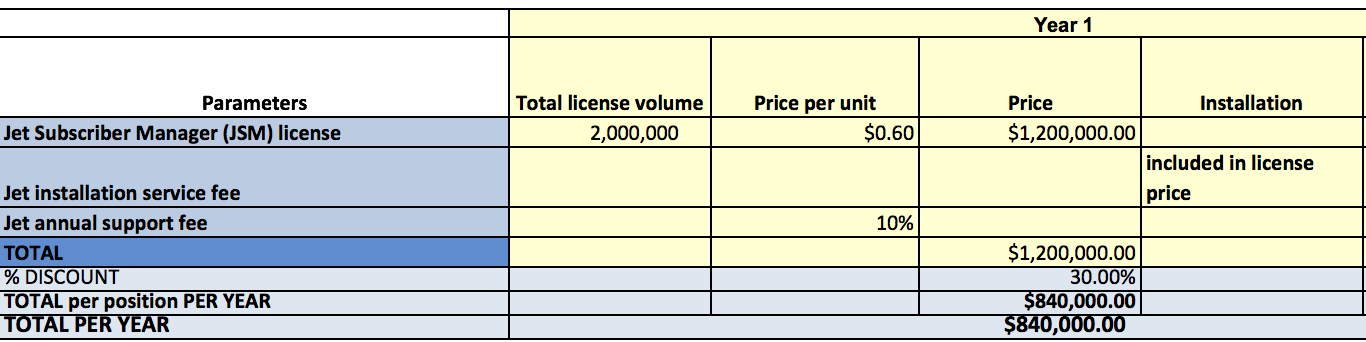 Year 1
Parameters Total license volume Price per unit Price Installation
Jet Subscriber Manager (JSM) license 2,000,000 $0.60 $1,200,000.00
included in license
Jet installation service fee price
Jet annual support fee 10%
TOTAL $1,200,000.00
% DISCOUNT 30.00%
TOTAL per position PER YEAR $840,000.00
TOTAL PER YEAR $840,000.00